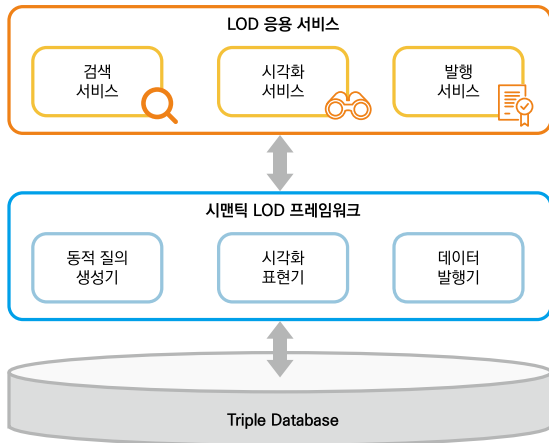 LOD 응용 서비스
검색
서비스
시각화
서비스
발행
서비스
시맨틱 LOD 프레임워크
동적 질의
생성기
시각화
표현기
데이터
발행기
Triple Database